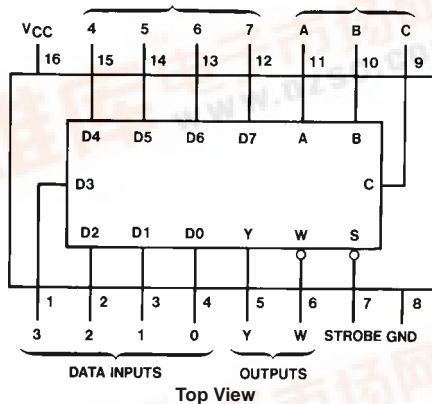 VCC 4 5 6 7 A B C
16 15 14 13 12 11 10 9
D4 D5 D6 D7 A B
D3 C
D2 D1 D0 Y W S
1 2 3 4 5 6 7 8
3 2 1 0 Y W STROBE GND
DATA INPUTS OUTPUTS
Top View